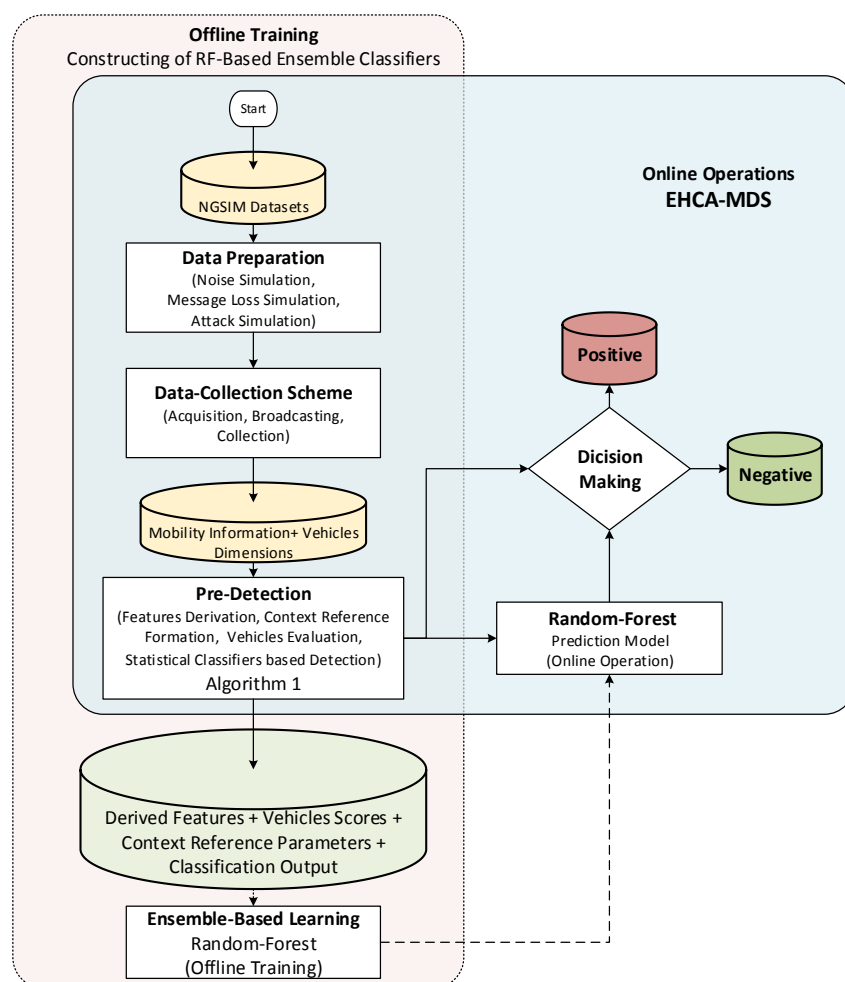 Offline Training
Constructing of RF-Based Ensemble Classifiers
Start
NGSIM Datasets
Data Preparation
(Noise Simulation,
Message Loss Simulation,
Attack Simulation)
Data-Collection Scheme
(Acquisition, Broadcasting,
Collection)
Mobility Information+ Vehicles
Dimensions
Pre-Detection
(Features Derivation, Context Reference
Formation, Vehicles Evaluation,
Statistical Classifiers based Detection)
Algorithm 1
Derived Features + Vehicles Scores +
Context Reference Parameters +
Classification Output
Ensemble-Based Learning
Random-Forest
(Offline Training)
Online Operations
EHCA-MDS
Positive
Dicision
Making
Negative
Random-Forest
Prediction Model
(Online Operation)